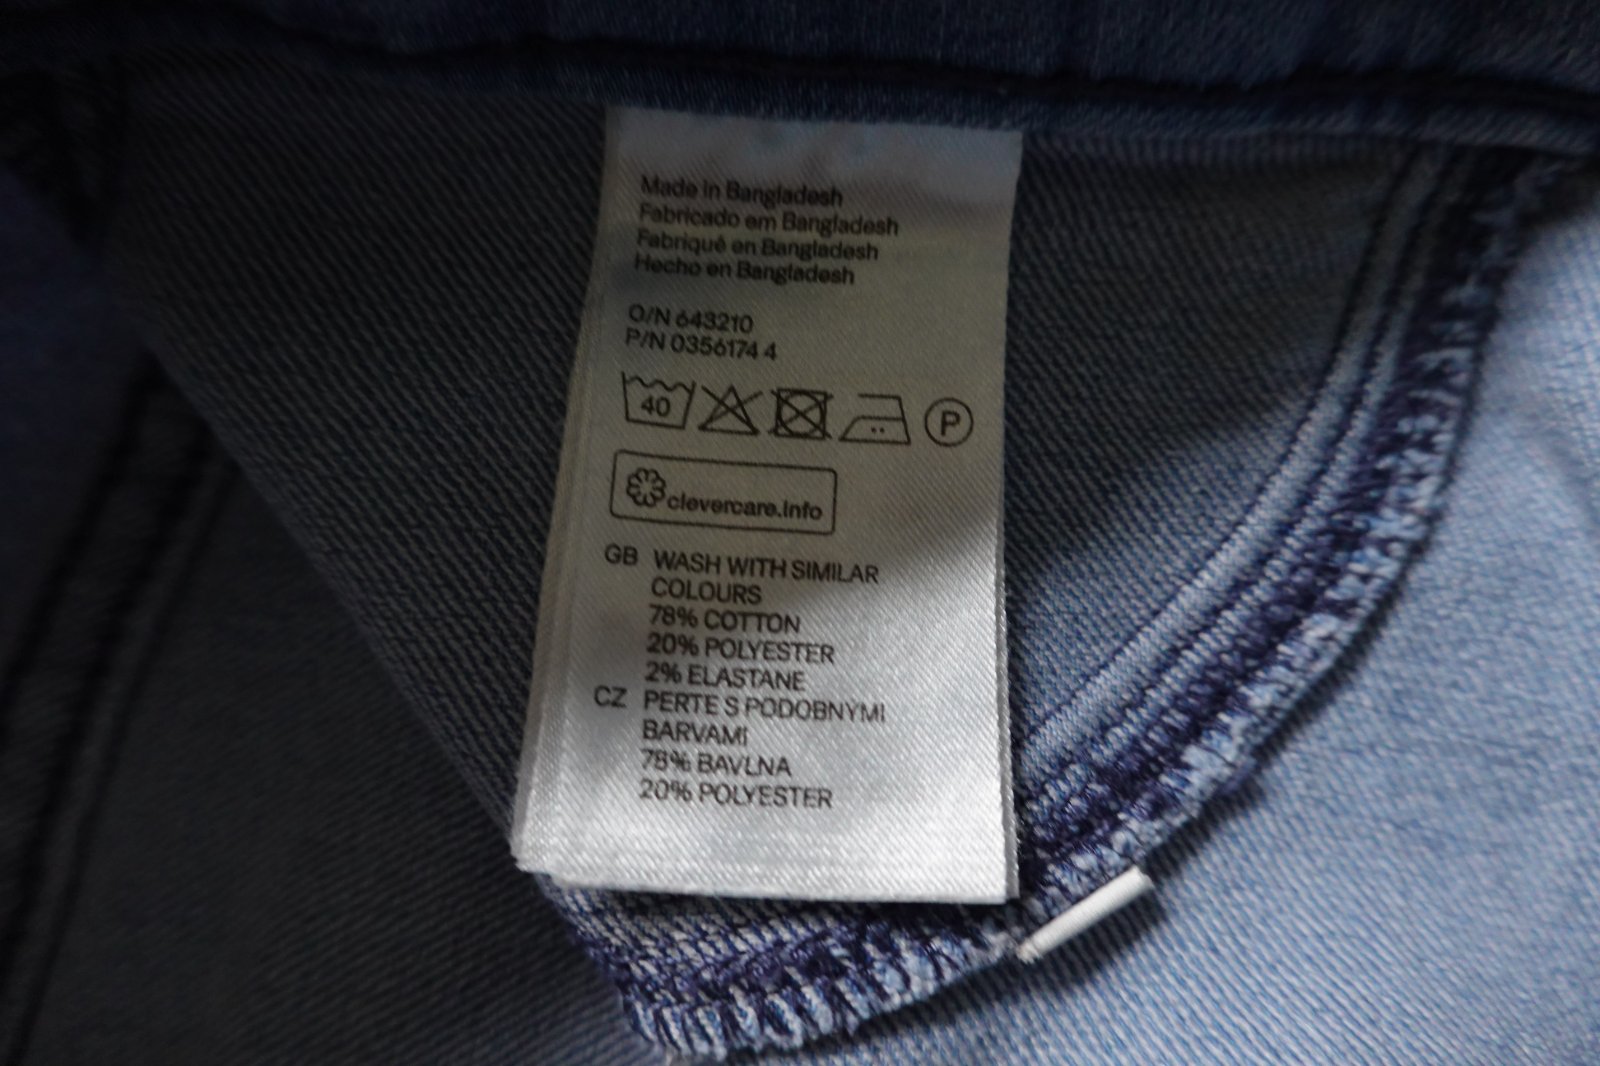 Made in Bangladesh
Fabricado em Bangladesh
Fabriqué en Bangladesh
Hecho en Bangladesh
O/N 643210
P/N 0356174 4
40
P
clevercare.info
GB WASH WITH SIMILAR
COLOURS
78% COTTON
20% POLYESTER
2% ELASTANE
CZ PERTE S PODOBNYMI
BARVAMI
78% BAVLNA
20% POLYESTER